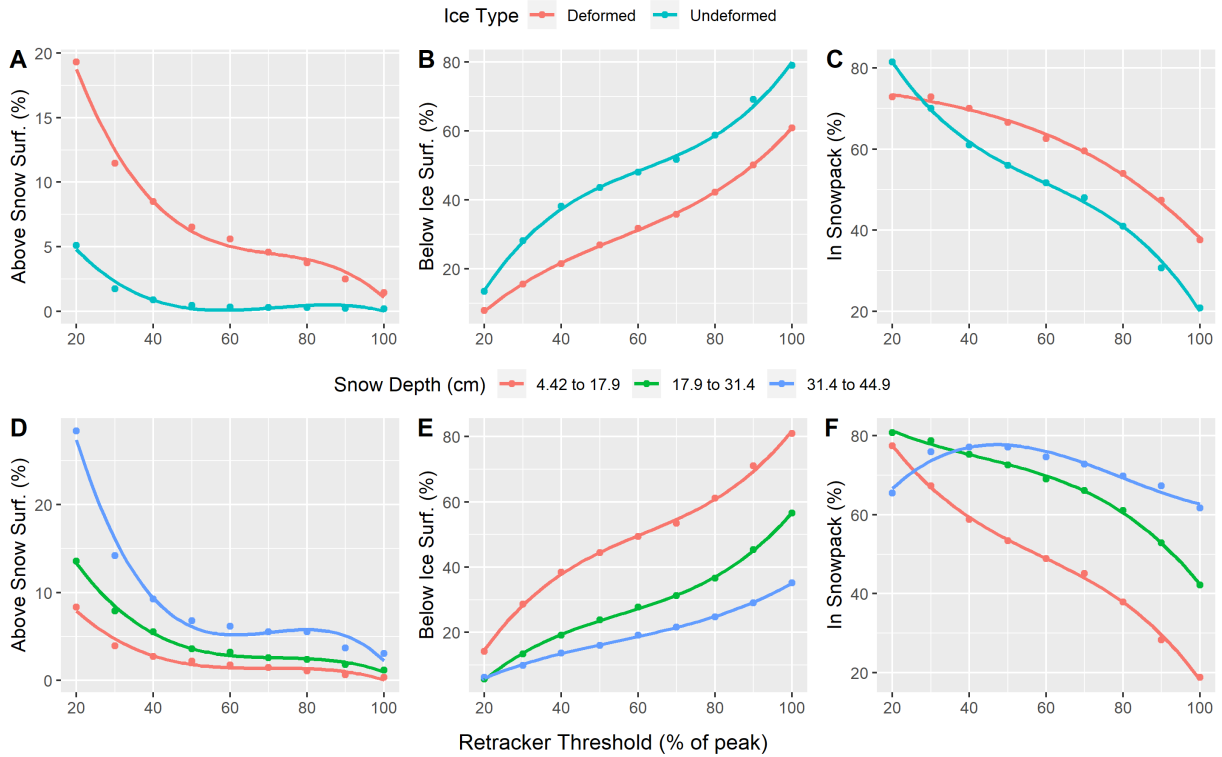 Ice Type Deformed Undeformed
A B C
Above Snow Surf. (%)
20
15
10
5
0
20 40 60 80 100
Below Ice Surf. (%)
80
60
40
20
20 40 60 80 100
In Snowpack (%)
80
60
40
20
20 40 60 80 100
Snow Depth (cm) 4.42 to 17.9 17.9 to 31.4 31.4 to 44.9
D E F
Above Snow Surf. (%)
20
10
0
20 40 60 80 100
Below Ice Surf. (%)
80
60
40
20
20 40 60 80 100
In Snowpack (%)
80
60
40
20
20 40 60 80 100
Retracker Threshold (% of peak)